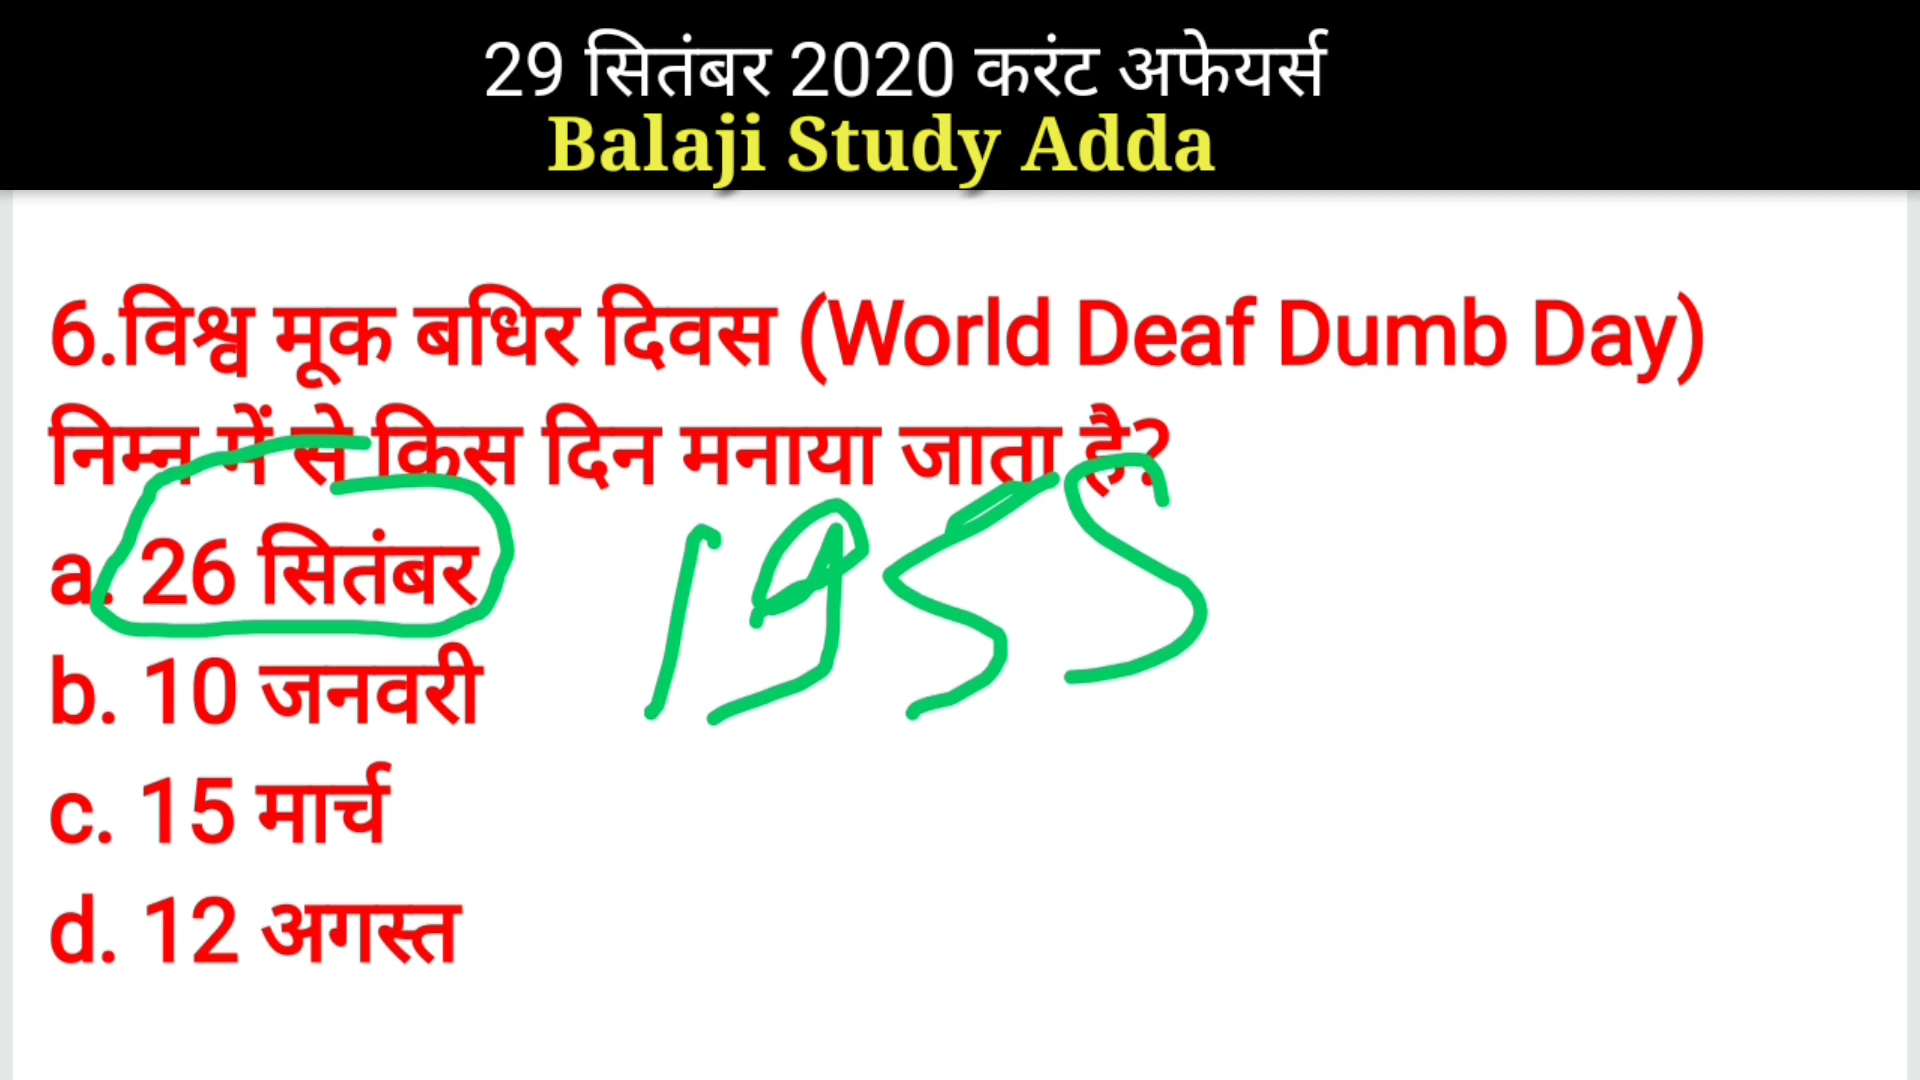 29 सितंबर 2020 करंट अफेयर्स
Balaji Study Adda
6.विश्व मूक बधिर दिवस (World Deaf Dumb Day)
निम्न में से किस दिन मनाया जाता है?
1955
a. 26 सितंबर
b. 10 जनवरी
c. 15 मार्च
d. 12 अगस्त